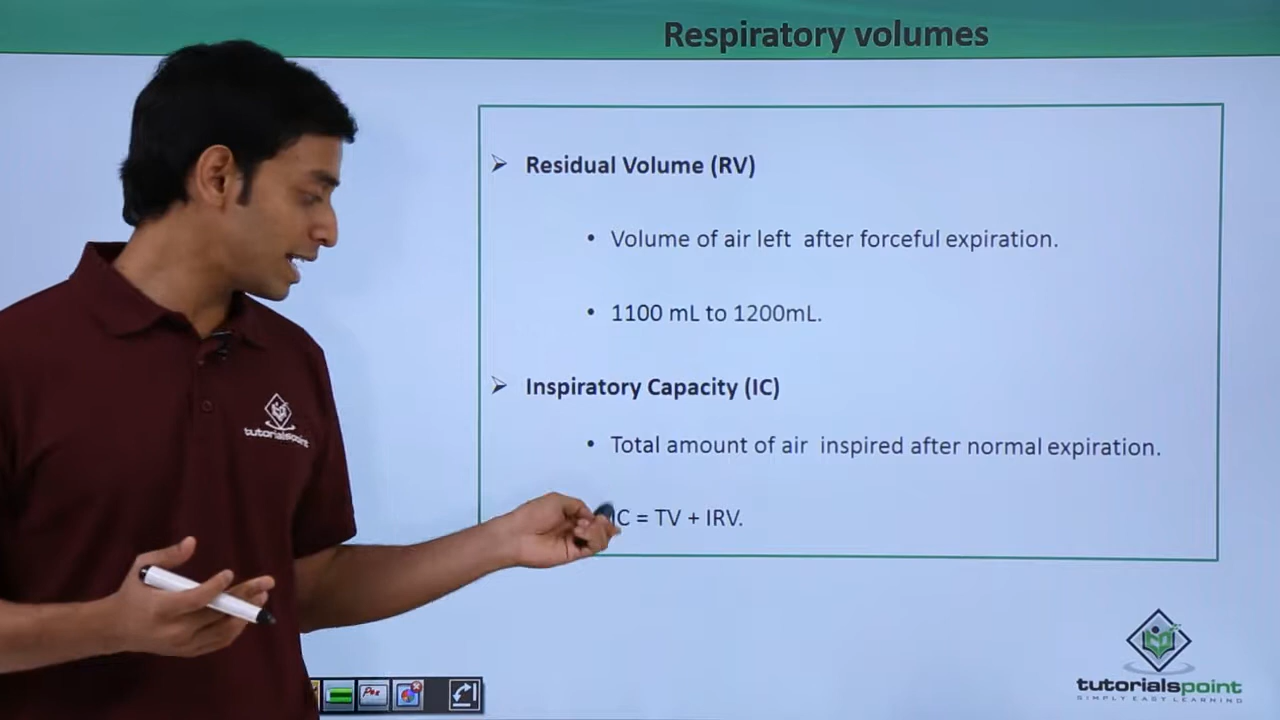 Respiratory volumes
Residual Volume (RV)
Volume of air left after forceful expiration.
1100 mL to 1200mL.
Inspiratory Capacity (IC)
Total amount of air inspired after normal expiration.
IC = TV + IRV.
tutorialspoint
tutorialspoint
SIMPLY EASY LEARNING